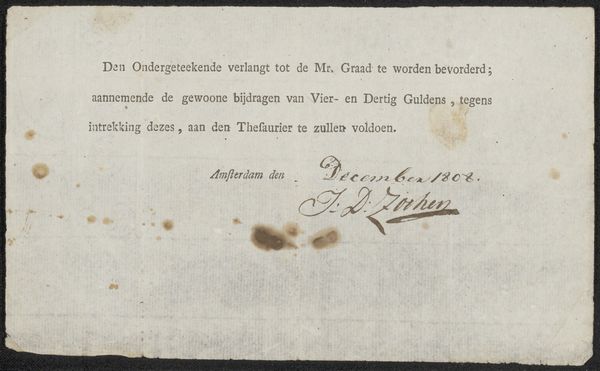 Den Ondergeteekende verlangt tot de Mr. Graad te worden bevorderd;
aannemende de gewoone bijdragen van Vier- en Dertig Guldens, tegens
intrekking dezes, aan den Thesaurier te zullen voldoen.
Amsterdam den December 1808.
J: D: Zocher